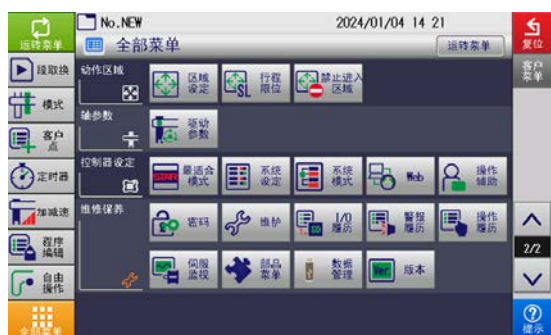 No.NEW 2024/01/04 14 21
全部菜单
运转菜单
运转菜单
复位
客户
菜单
段取换
模式
客户
点
定时器
加减速
程序
编辑
自由
操作
全部菜单
动作区域
区域
设定
SL
行程
限位
禁止进入
区域
轴参数
驱动
参数
控制器设定
最适合
模式
系统
设定
系统
模式
Web
操作
辅助
维修保养
密码
维护
I/O
履历
警报
履历
操作
履历
伺服
监视
部品
菜单
数据
管理
Ver.
版本
2/2
提示